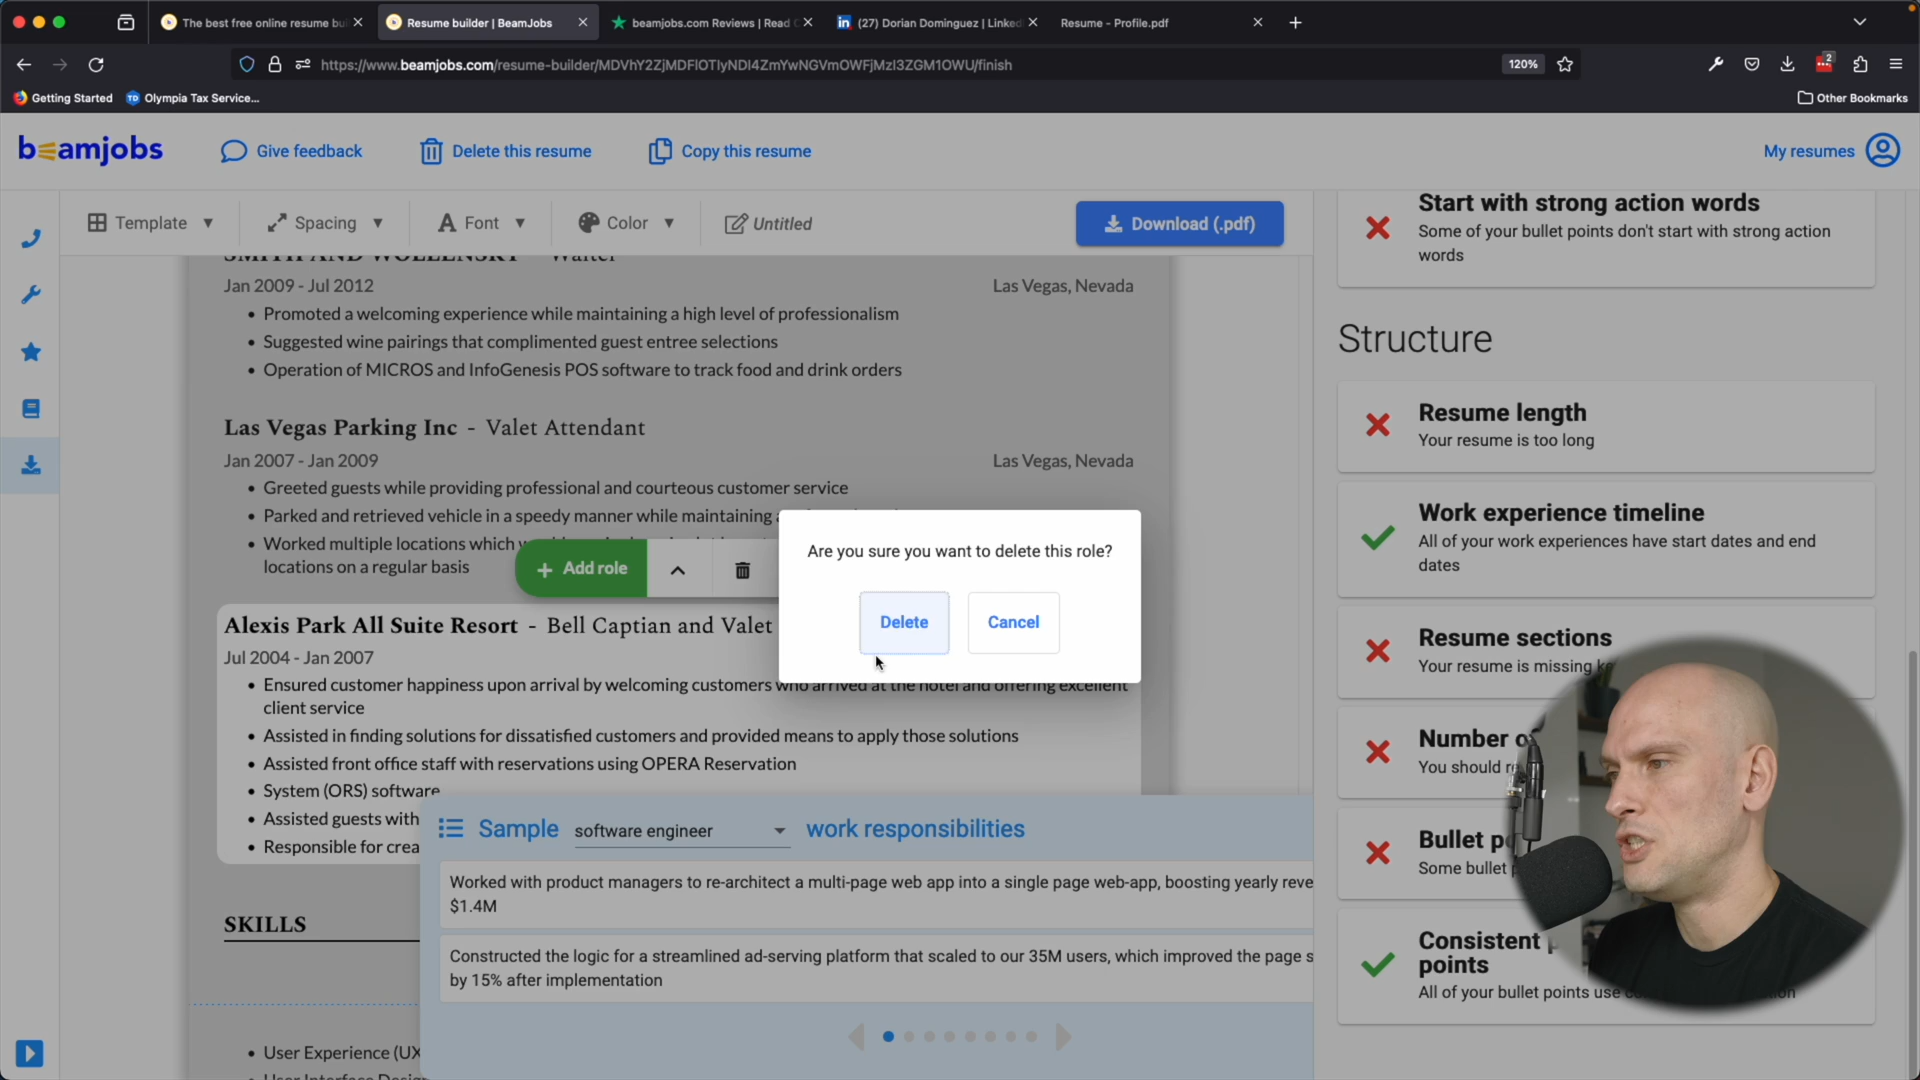 The best free online resume bu
Resume builder | BeamJobs
beamjobs.com Reviews | Read
(27) Dorian Dominguez | Linked
Resume - Profile.pdf
https://www.beamjobs.com/resume-builder/MDVhY2ZjMDFlOTIyNDI4ZmYwNGVmOWFjMzI3ZGM1OWU/finish
120%
2
Getting Started
TD Olympia Tax Service...
Other Bookmarks
beamjobs
Give feedback
Delete this resume
Copy this resume
My resumes
Template
Spacing
Font
Color
Untitled
Download (.pdf)
SMITH AND WOLLENSKY - Waiter
Jan 2009 - Jul 2012
Las Vegas, Nevada
• Promoted a welcoming experience while maintaining a high level of professionalism
• Suggested wine pairings that complimented guest entree selections
• Operation of MICROS and InfoGenesis POS software to track food and drink orders
Las Vegas Parking Inc - Valet Attendant
Jan 2007 - Jan 2009
Las Vegas, Nevada
• Greeted guests while providing professional and courteous customer service
• Parked and retrieved vehicle in a speedy manner while maintaining
• Worked multiple locations which
locations on a regular basis
+ Add role
Are you sure you want to delete this role?
Delete
Cancel
Alexis Park All Suite Resort - Bell Captian and Valet
Jul 2004 - Jan 2007
• Ensured customer happiness upon arrival by welcoming customers who arrived at the hotel and offering excellent
client service
• Assisted in finding solutions for dissatisfied customers and provided means to apply those solutions
• Assisted front office staff with reservations using OPERA Reservation
• System (ORS) software
• Assisted guests with
• Responsible for crea
SKILLS
Sample software engineer work responsibilities
Worked with product managers to re-architect a multi-page web app into a single page web-app, boosting yearly reve
$1.4M
Constructed the logic for a streamlined ad-serving platform that scaled to our 35M users, which improved the page s
by 15% after implementation
• User Experience (UX
Start with strong action words
Some of your bullet points don't start with strong action
words
Structure
Resume length
Your resume is too long
Work experience timeline
All of your work experiences have start dates and end
dates
Resume sections
Your resume is missing
Number
You should
Bullet
Some bullet
Consistent
points
All of your bullet points use